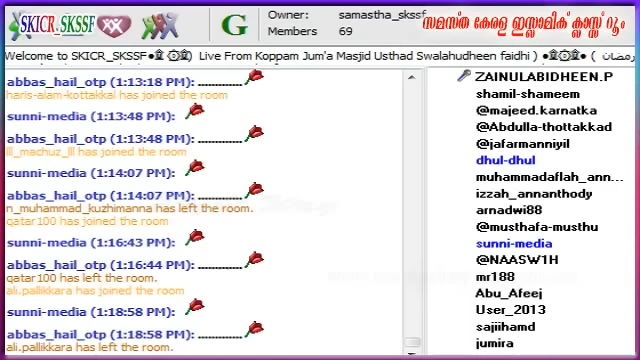 SKICR_SKSSF
G
Owner: samastha_skssf
Members 69
സമസ്ത കേരള ഇസ്ലാമിക് ക്ലാസ്സ് റൂം
Welcome to SKICR_SKSSF Live From Koppam Jum'a Masjid Usthad Swalahudheen faidhi ) رمضان
abbas_hail_otp (1:13:18 PM): .............
haris-alam-kottakkal has joined the room
sunni-media (1:13:48 PM):
abbas_hail_otp (1:13:48 PM): .............
lll_machuz_lll has joined the room
sunni-media (1:14:07 PM):
abbas_hail_otp (1:14:07 PM): .............
n_muhammad_kuzhimanna has left the room.
qatar100 has joined the room
sunni-media (1:16:43 PM):
abbas_hail_otp (1:16:44 PM): .............
qatar100 has left the room.
ali.pallikkara has joined the room
sunni-media (1:18:58 PM):
abbas_hail_otp (1:18:58 PM): .............
ali.pallikkara has left the room.
ZAINULABIDHEEN.P
shamil-shameem
@majeed.karnatka
@Abdulla-thottakkad
@jafarmanniyil
dhul-dhul
muhammadaflah_ann...
izzah_annanthody
arnadwi88
@musthafa-musthu
sunni-media
@NAASW1H
mr188
Abu_Afeej
User_2013
sajiihamd
jumira